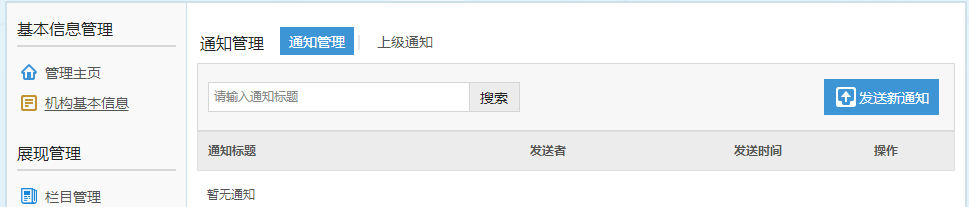 基本信息管理
管理主页
机构基本信息
展现管理
栏目管理
通知管理 通知管理 上级通知
请输入通知标题 搜索 发送新通知
通知标题 发送者 发送时间 操作
暂无通知